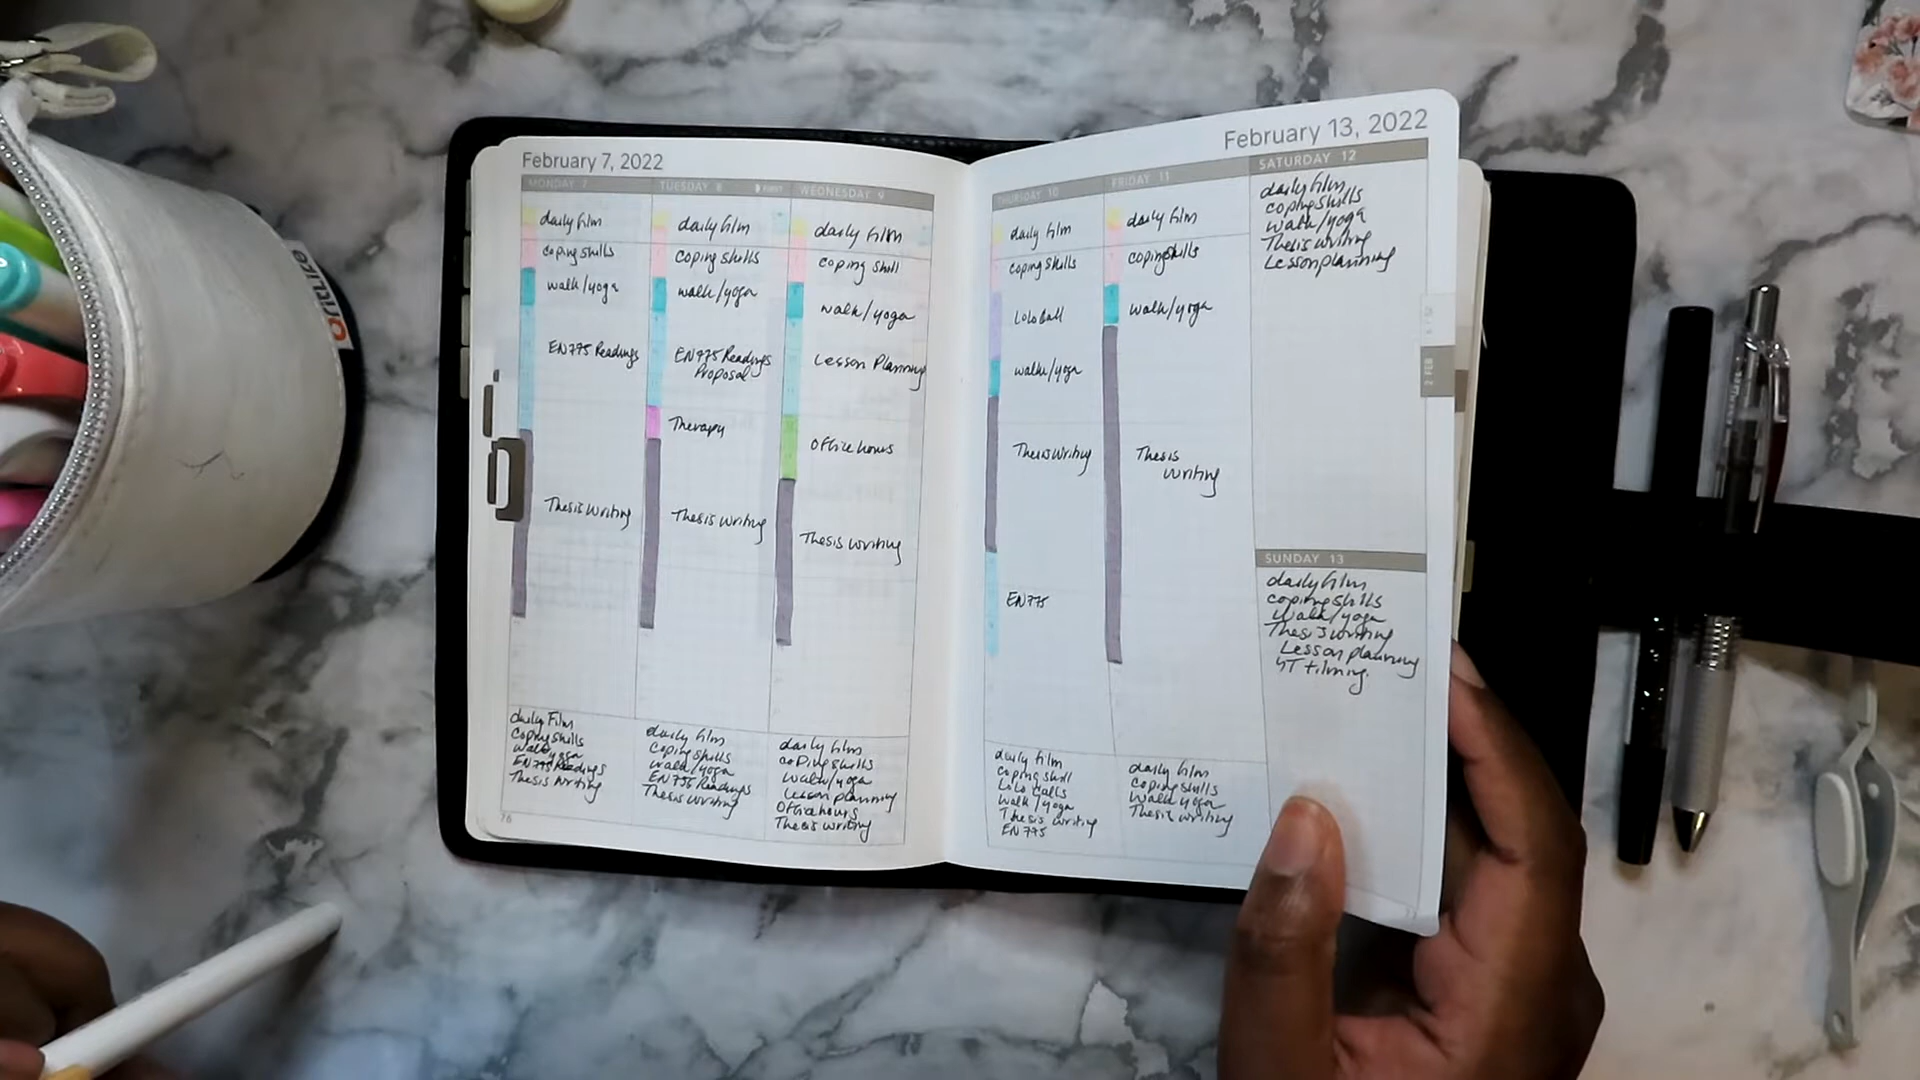 February 7, 2022
MONDAY 7
daily film
coping skills
walk/yoga
EN775 Readings
Thesis Writing
daily Film
Coping Skills
walk yoga
EN775 Readings
Thesis Writing
76
TUESDAY 8
FIRST
daily film
coping skills
walk/yoga
EN775 Readings
Proposal
Therapy
Thesis Writing
daily film
Coping Skills
walk/yoga
EN756 Readings
Thesis writing
WEDNESDAY 9
daily film
coping skill
walk/yoga
Lesson Planning
Office hours
Thesis writing
daily film
coping skills
walk/yoga
Lesson planning
Office hours
Thesis writing
February 13, 2022
THURSDAY 10
daily film
coping skills
Lolo Call
walk/yoga
Thesis Writing
EN775
daily film
coping skill
Lolo Calls
walk/yoga
Thesis writing
EN775
FRIDAY 11
daily film
coping skills
walk/yoga
Thesis
writing
daily film
coping skills
walk yoga
Thesis writing
SATURDAY 12
daily film
coping skills
walk/yoga
Thesis writing
Lesson planning
SUNDAY 13
daily film
coping skills
walk/yoga
Thesis writing
Lesson planning
YT filming.
2 FEB